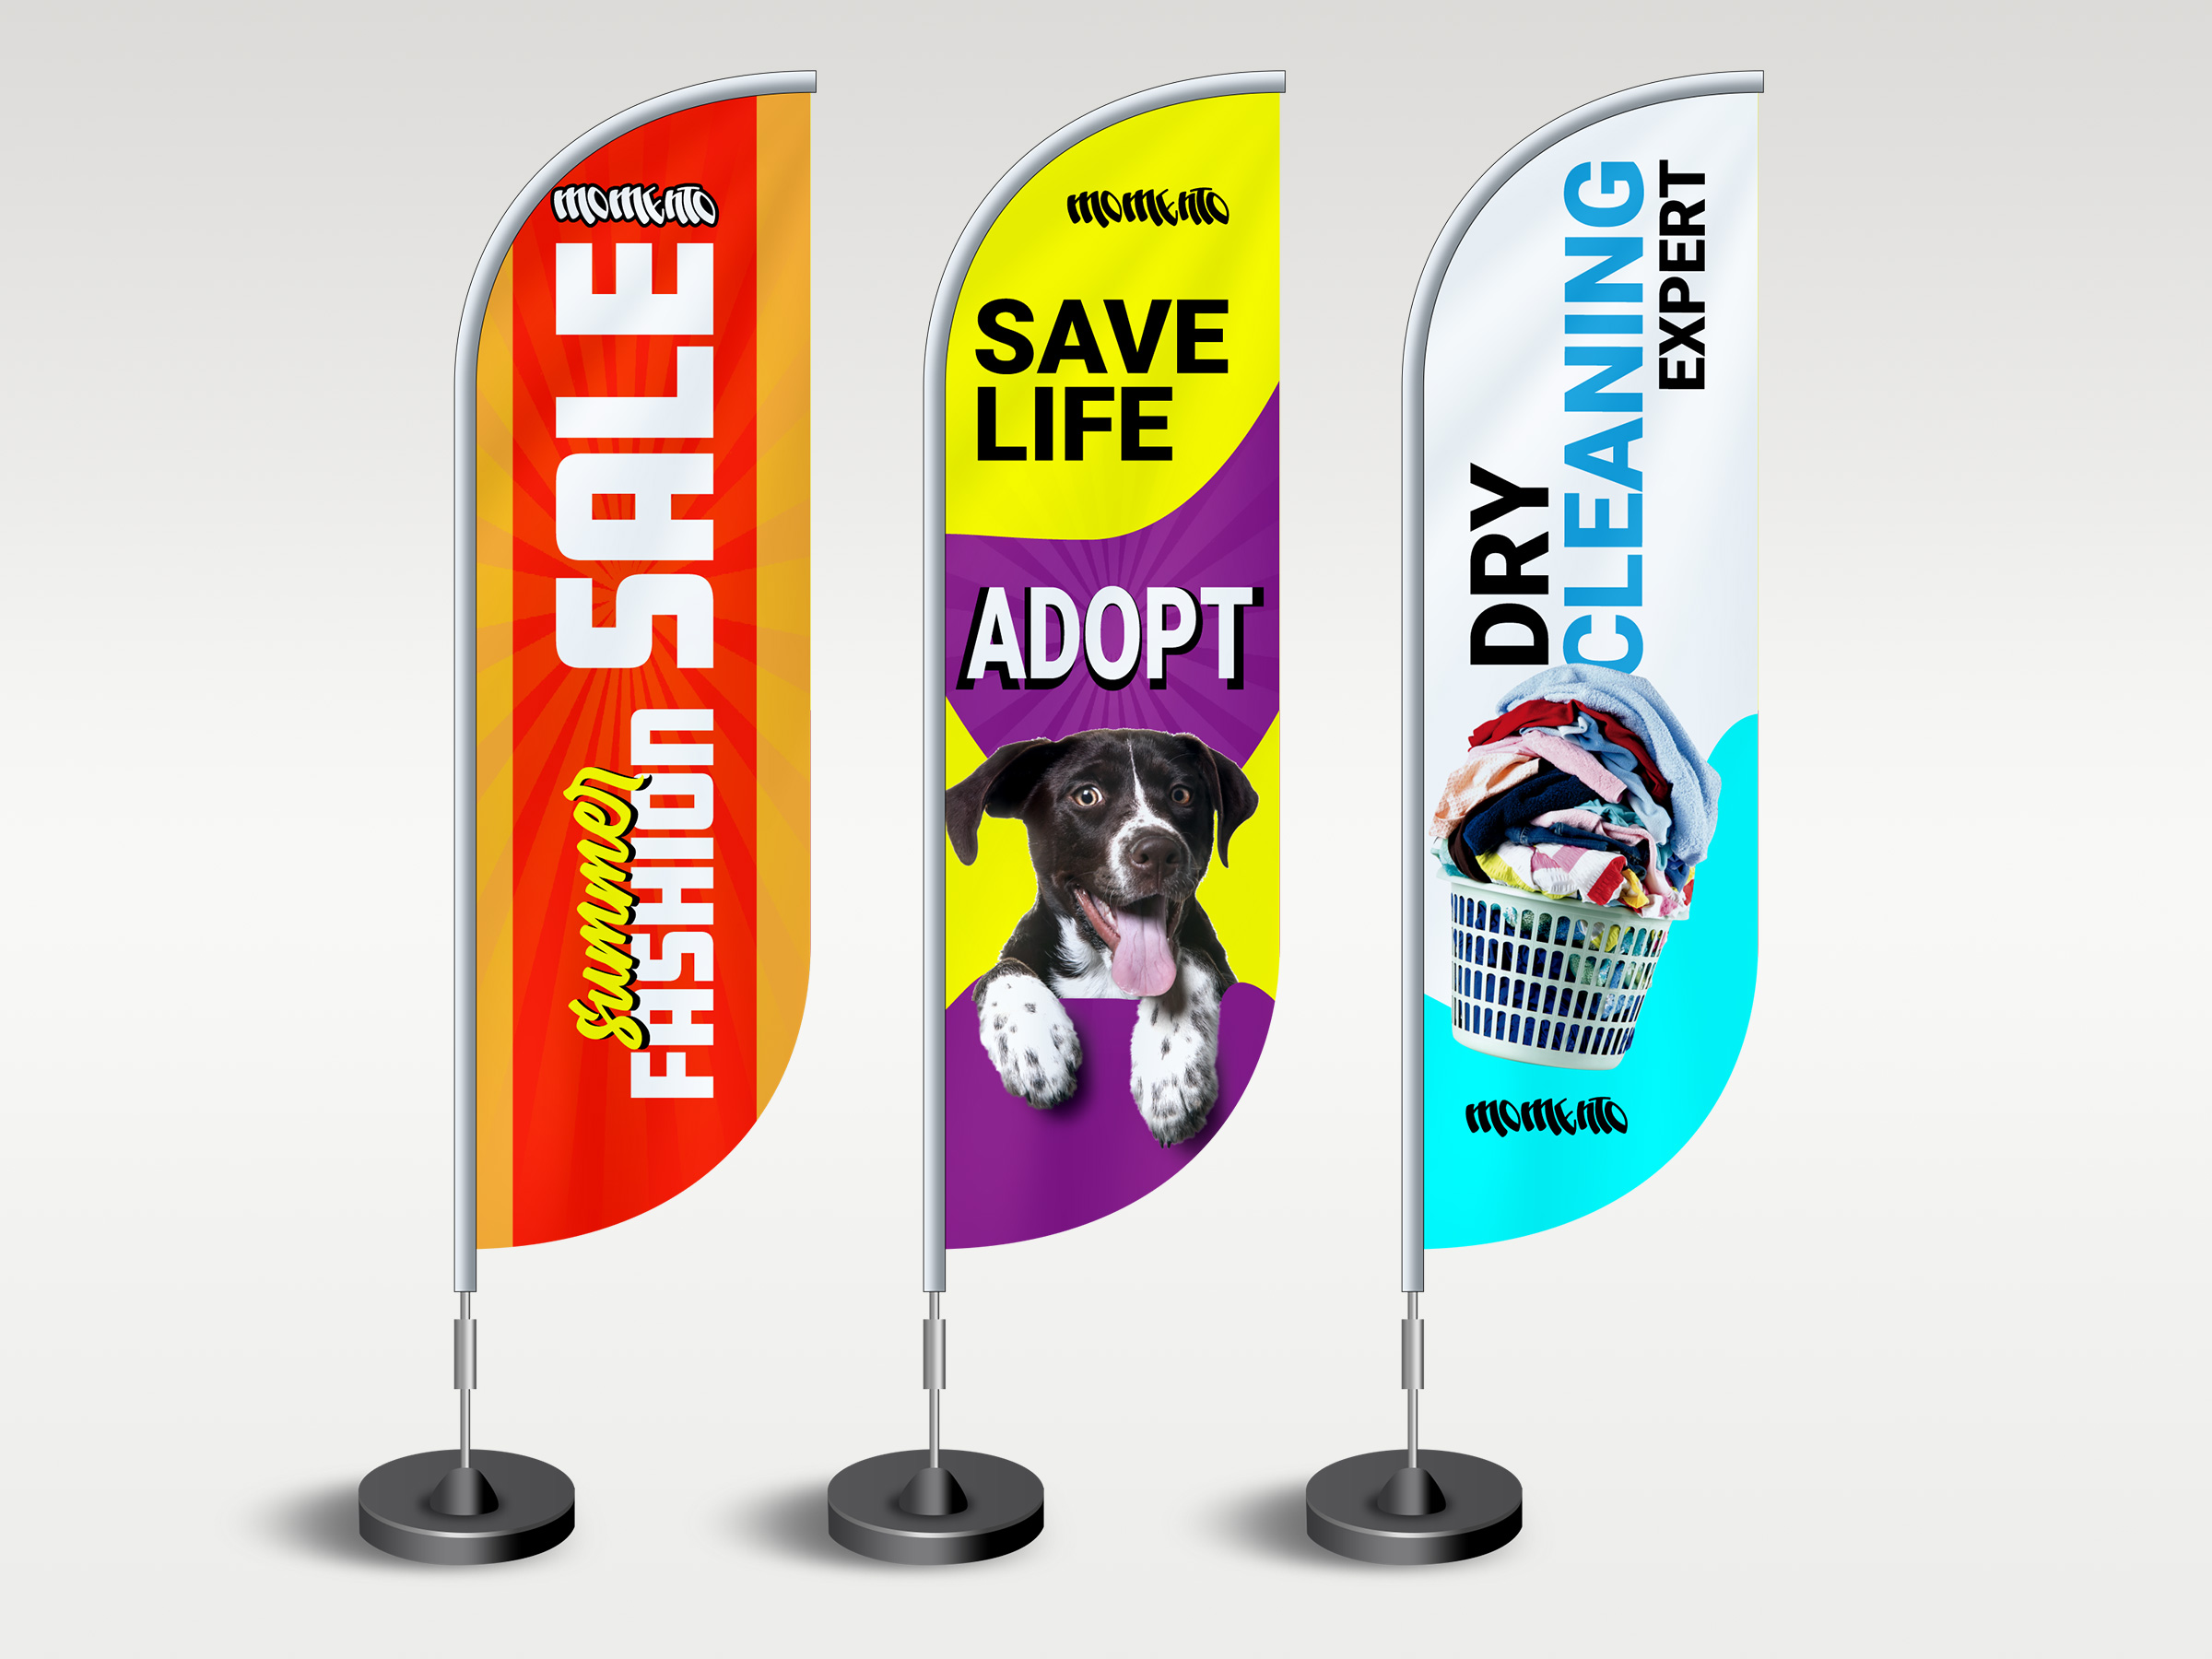 momento
SALE
summer
FASHION
momento
SAVE
LIFE
ADOPT
DRY
CLEANING
EXPERT
momento